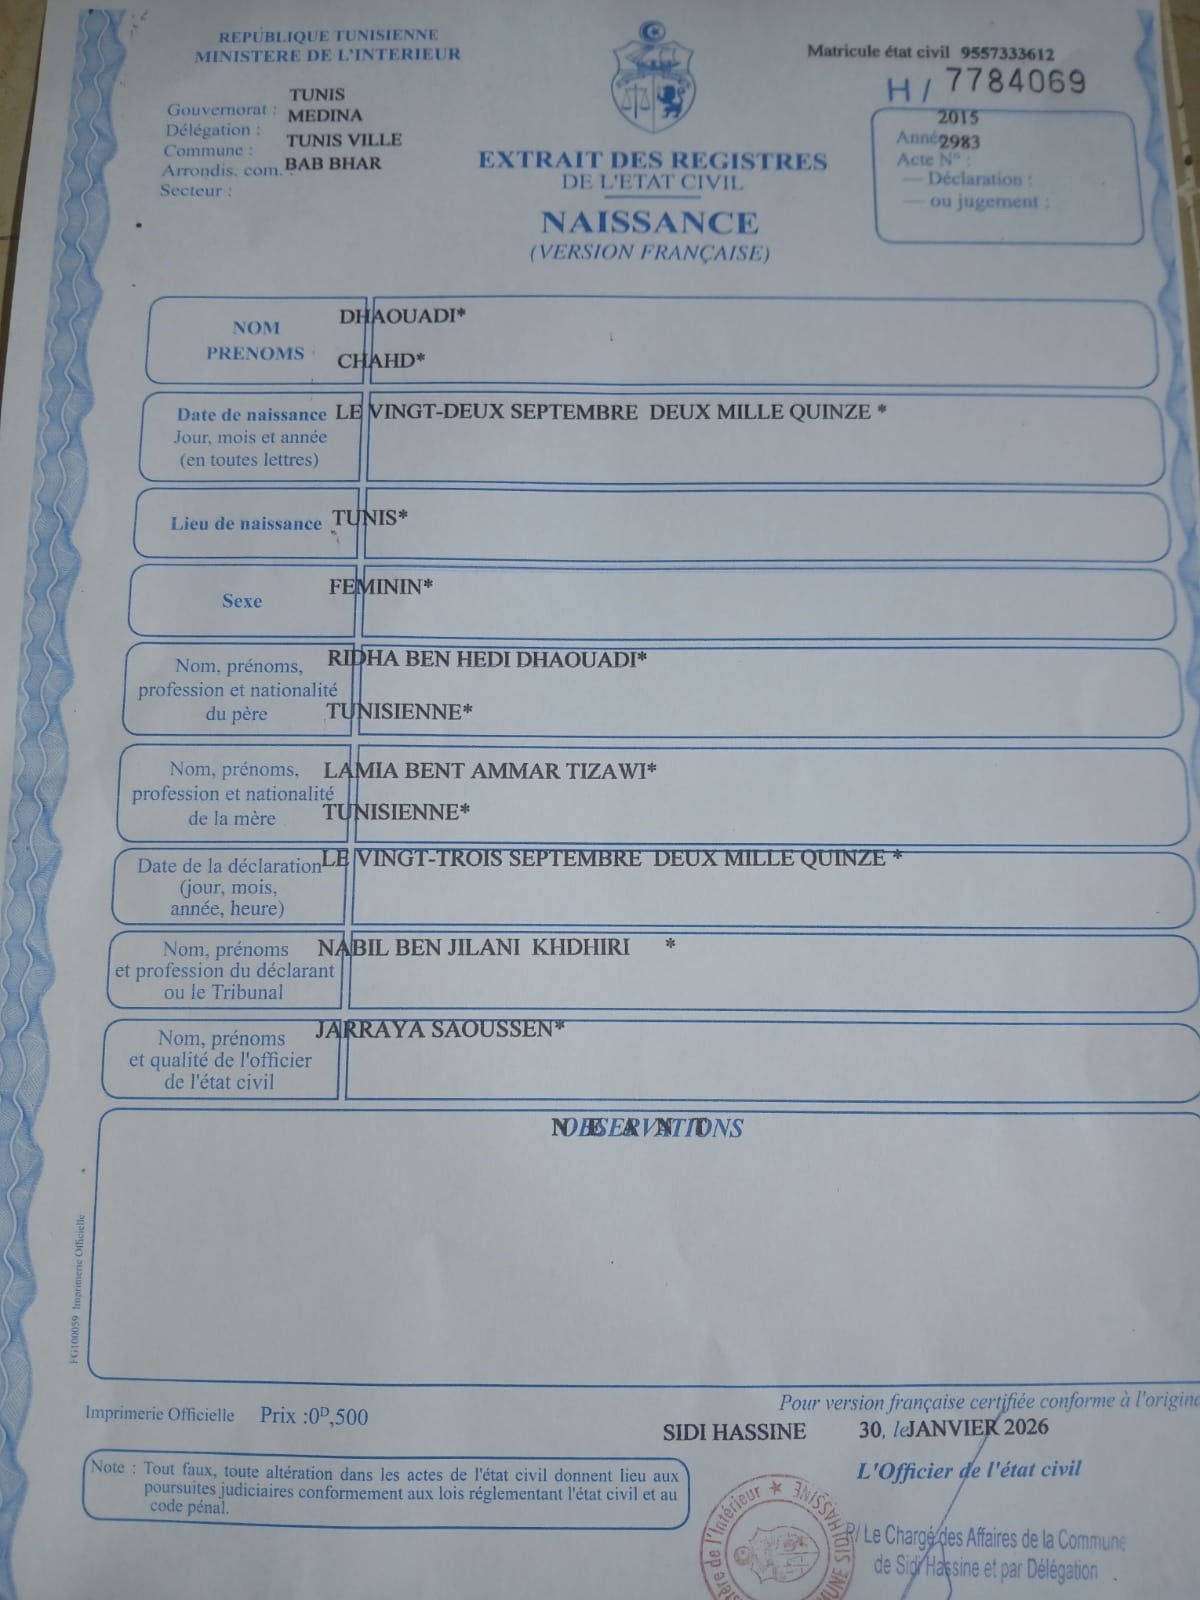 REPUBLIQUE TUNISIENNE
MINISTERE DE L'INTERIEUR
Gouvernorat : TUNIS
Délégation : MEDINA
Commune : TUNIS VILLE
Arrondis. com. BAB BHAR
Secteur :
EXTRAIT DES REGISTRES
DE L'ETAT CIVIL
NAISSANCE
(VERSION FRANÇAISE)
Matricule état civil 9557333612
H / 7784069
Année 2015
Acte N° : 2983
— Déclaration :
— ou jugement :
NOM DHAOUADI*
PRENOMS CHAHD*
Date de naissance LE VINGT-DEUX SEPTEMBRE DEUX MILLE QUINZE *
Jour, mois et année
(en toutes lettres)
Lieu de naissance TUNIS*
Sexe FEMININ*
Nom, prénoms, RIDHA BEN HEDI DHAOUADI*
profession et nationalité
du père TUNISIENNE*
Nom, prénoms, LAMIA BENT AMMAR TIZAWI*
profession et nationalité
de la mère TUNISIENNE*
Date de la déclaration LE VINGT-TROIS SEPTEMBRE DEUX MILLE QUINZE *
(jour, mois,
année, heure)
Nom, prénoms NABIL BEN JILANI KHDHIRI *
et profession du déclarant
ou le Tribunal
Nom, prénoms JARRAYA SAOUSSEN*
et qualité de l'officier
de l'état civil
OBSERVATIONS
N E A N T
FG100059 Imprimerie Officielle
Imprimerie Officielle Prix :0ᴰ,500
Pour version française certifiée conforme à l'origina
SIDI HASSINE 30, le JANVIER 2026
L'Officier de l'état civil
Note : Tout faux, toute altération dans les actes de l'état civil donnent lieu aux
poursuites judiciaires conformement aux lois réglementant l'état civil et au
code pénal.
P/ Le Chargé des Affaires de la Commune
de Sidi Hassine et par Délégation
de l'Intérieur ★
SIDI HASSINE